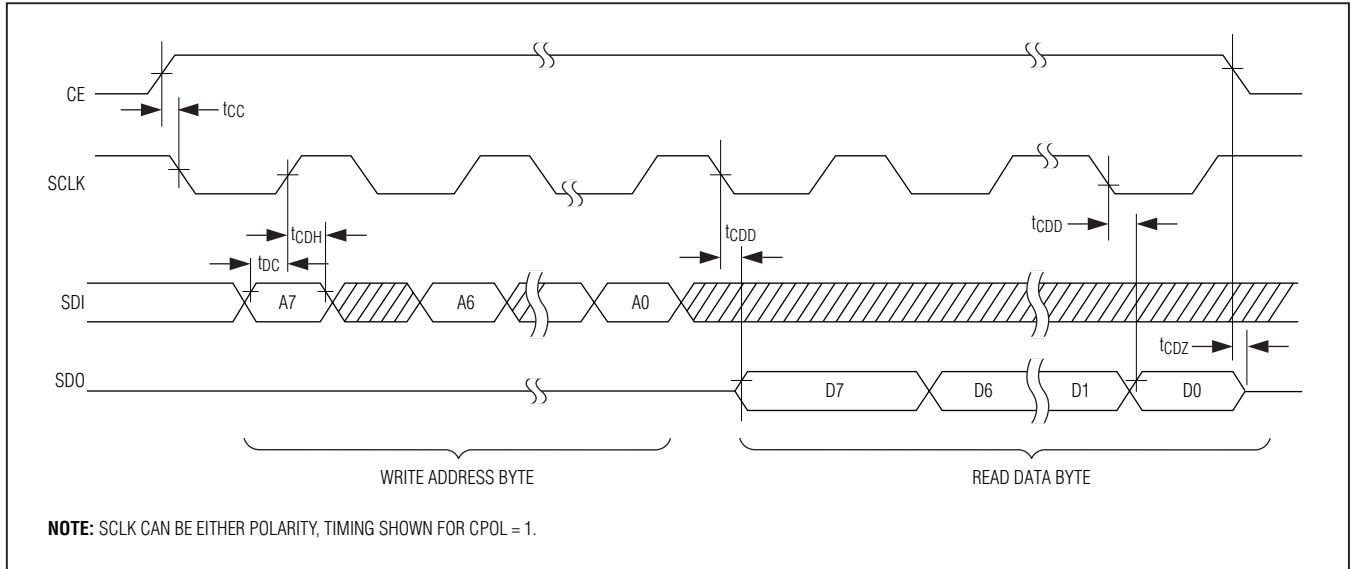 CE
tCC
SCLK
tCDH
tDC
tCDD
tCDD
SDI
A7
A6
A0
tCDZ
SDO
D7
D6
D1
D0
WRITE ADDRESS BYTE
READ DATA BYTE
NOTE: SCLK CAN BE EITHER POLARITY, TIMING SHOWN FOR CPOL = 1.